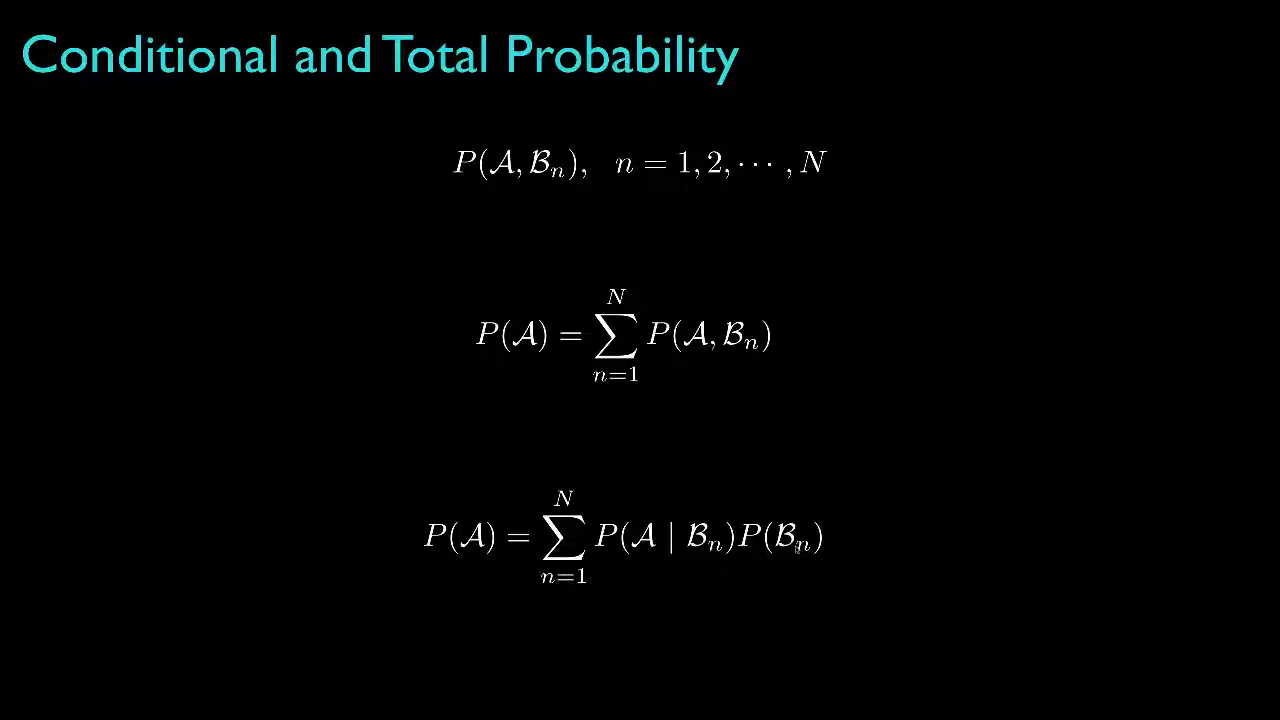 Conditional and Total Probability
P(𝒜, ℬₙ), n = 1, 2, ⋯ , N
P(𝒜) = ∑ₙ₌₁ᴺ P(𝒜, ℬₙ)
P(𝒜) = ∑ₙ₌₁ᴺ P(𝒜 | ℬₙ)P(ℬₙ)